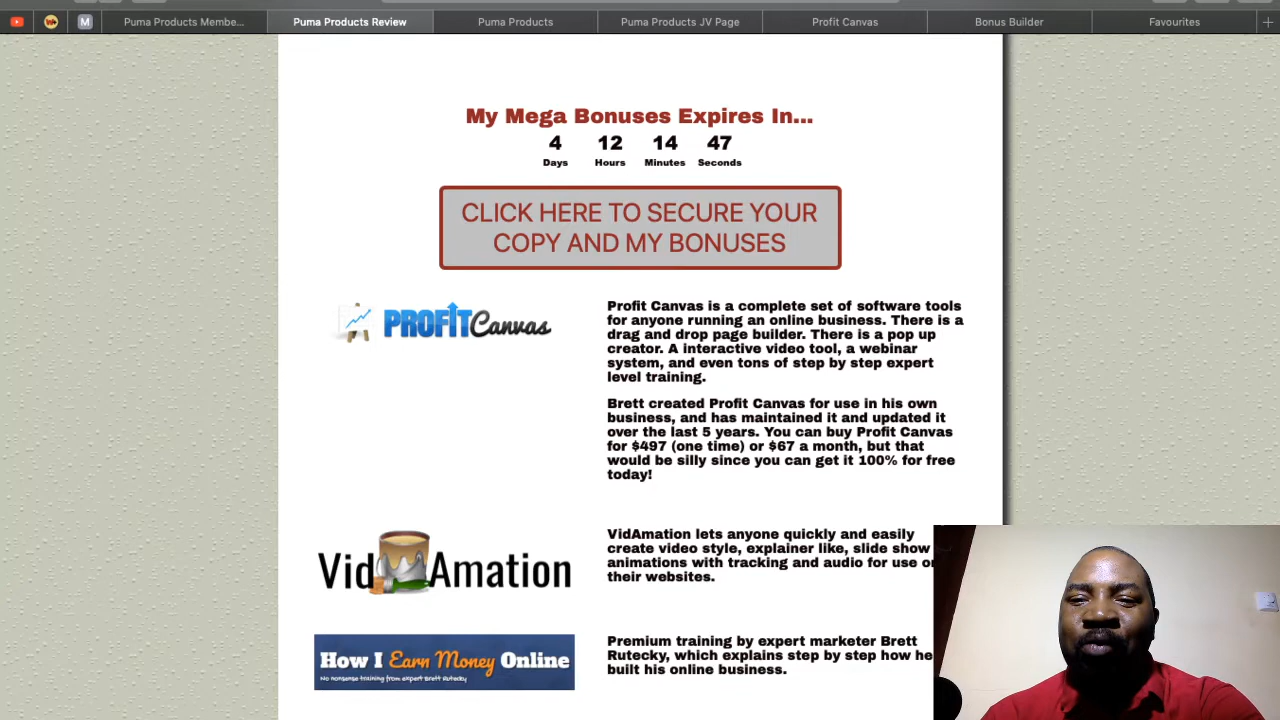 Puma Products Membe...
Puma Products Review
Puma Products
Puma Products JV Page
Profit Canvas
Bonus Builder
Favourites
My Mega Bonuses Expires In...
4 12 14 47
Days Hours Minutes Seconds
CLICK HERE TO SECURE YOUR
COPY AND MY BONUSES
PROFITCanvas
Profit Canvas is a complete set of software tools
for anyone running an online business. There is a
drag and drop page builder. There is a pop up
creator. A interactive video tool, a webinar
system, and even tons of step by step expert
level training.
Brett created Profit Canvas for use in his own
business, and has maintained it and updated it
over the last 5 years. You can buy Profit Canvas
for $497 (one time) or $67 a month, but that
would be silly since you can get it 100% for free
today!
VidAmation
VidAmation lets anyone quickly and easily
create video style, explainer like, slide show
animations with tracking and audio for use
their websites.
How I Earn Money Online
No nonsense training from expert Brett Rutecky
Premium training by expert marketer Brett
Rutecky, which explains step by step how he
built his online business.